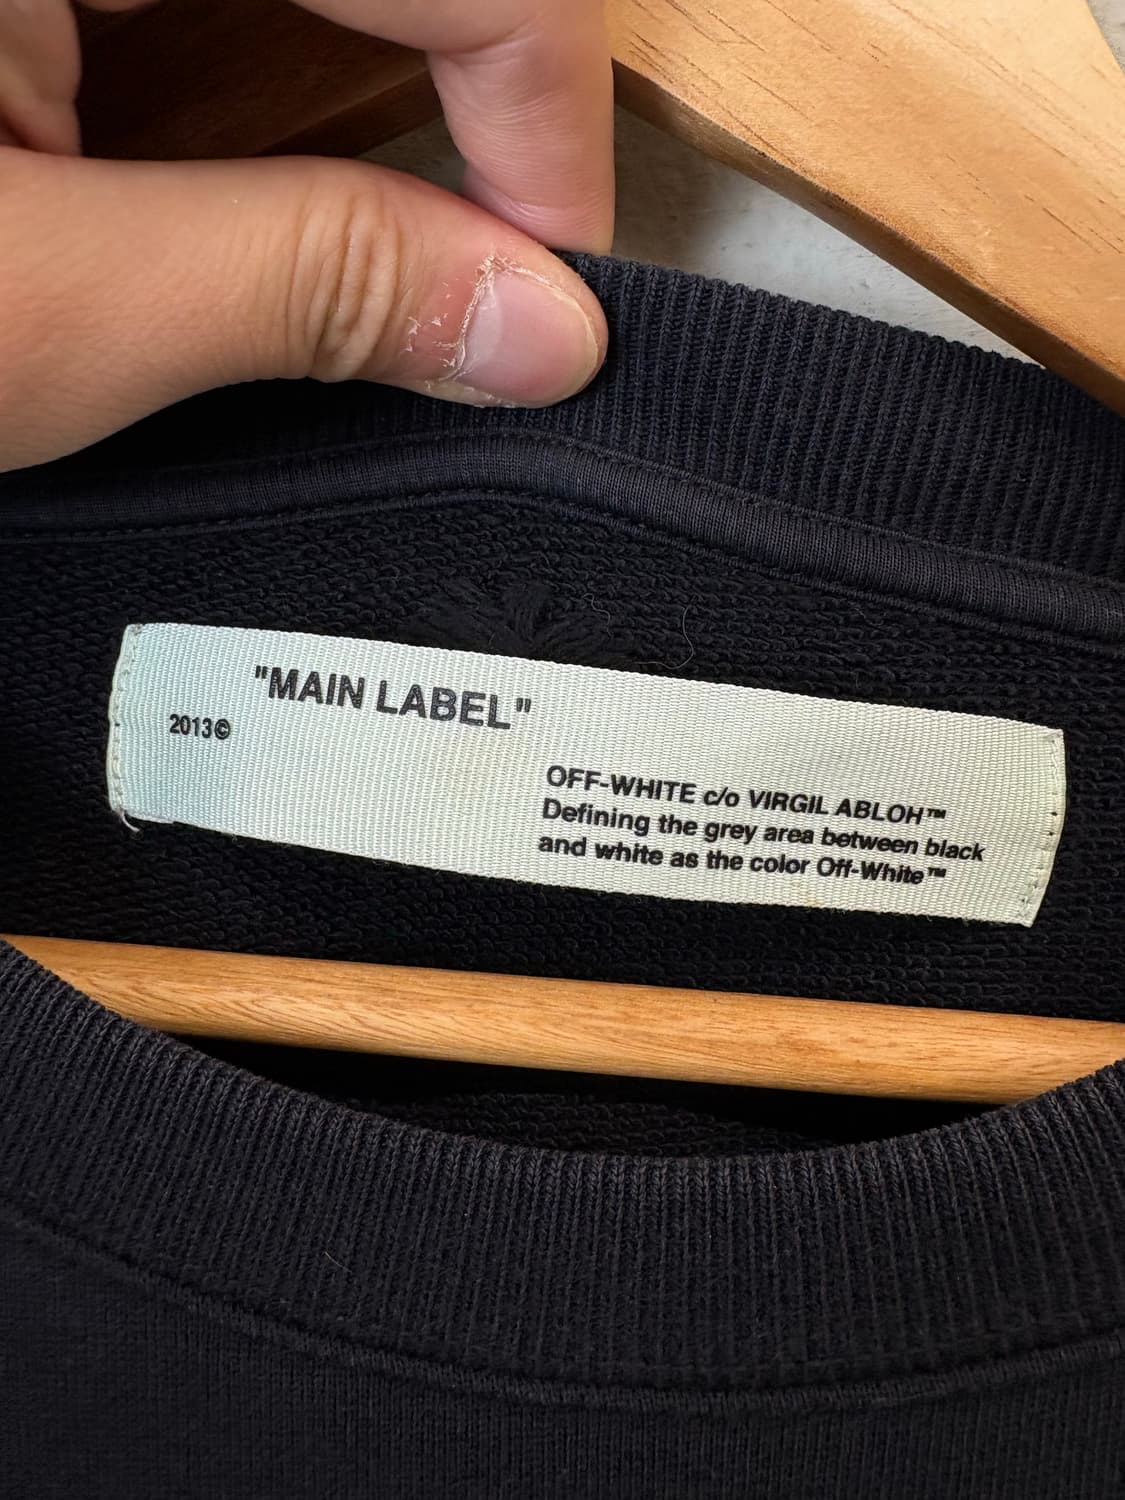 "MAIN LABEL"
2013©
OFF-WHITE c/o VIRGIL ABLOH™
Defining the grey area between black
and white as the color Off-White™